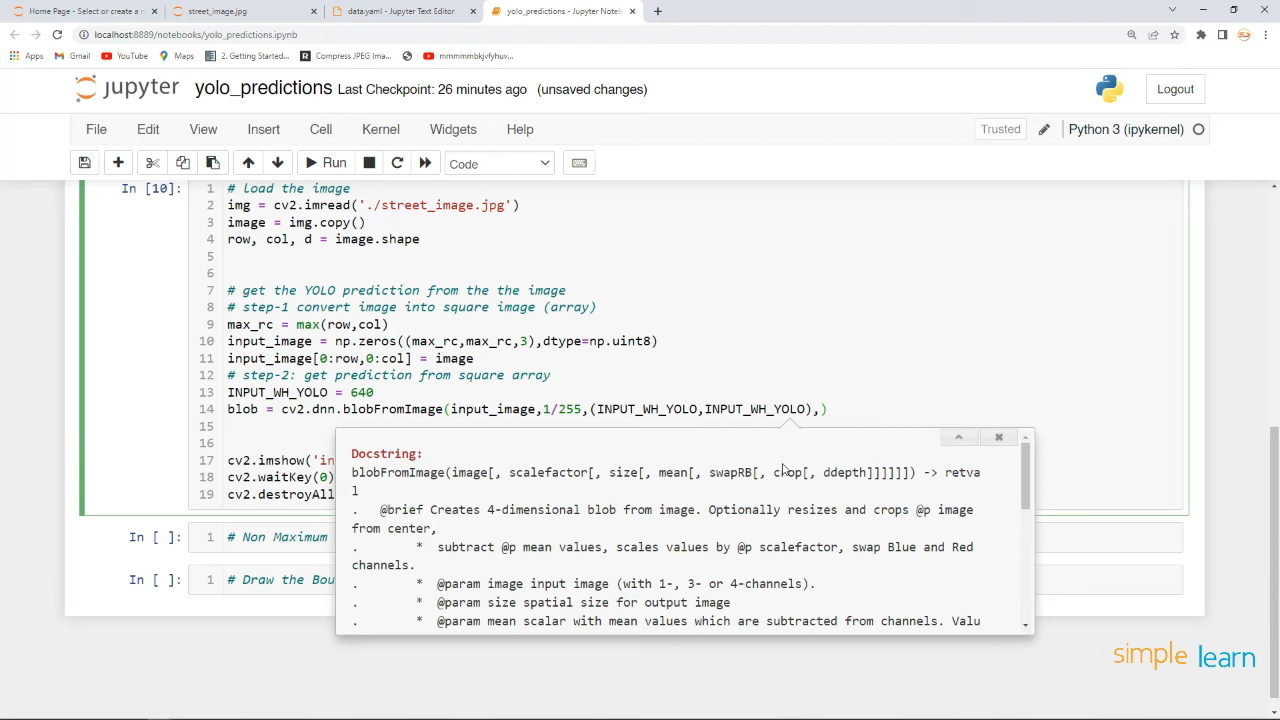 Home Page - Select or create a n
street_image.jpg
data.yaml - Jupyter Text Editor
yolo_predictions - Jupyter Noteb
localhost:8889/notebooks/yolo_predictions.ipynb
Apps
Gmail
YouTube
Maps
2. Getting Started...
Compress JPEG Ima...
mmmmmbkjvfyhuv...
jupyter
yolo_predictions Last Checkpoint: 26 minutes ago (unsaved changes)
Logout
File Edit View Insert Cell Kernel Widgets Help
Trusted
Python 3 (ipykernel)
Run
Code
In [10]:
1 # load the image
2 img = cv2.imread('./street_image.jpg')
3 image = img.copy()
4 row, col, d = image.shape
5
6
7 # get the YOLO prediction from the the image
8 # step-1 convert image into square image (array)
9 max_rc = max(row,col)
10 input_image = np.zeros((max_rc,max_rc,3),dtype=np.uint8)
11 input_image[0:row,0:col] = image
12 # step-2: get prediction from square array
13 INPUT_WH_YOLO = 640
14 blob = cv2.dnn.blobFromImage(input_image,1/255,(INPUT_WH_YOLO,INPUT_WH_YOLO),)
15
16
17 cv2.imshow('in
18 cv2.waitKey(0)
19 cv2.destroyAll
Docstring:
blobFromImage(image[, scalefactor[, size[, mean[, swapRB[, crop[, ddepth]]]]]]) -> retva
l
. @brief Creates 4-dimensional blob from image. Optionally resizes and crops @p image
from center,
. * subtract @p mean values, scales values by @p scalefactor, swap Blue and Red
channels.
. * @param image input image (with 1-, 3- or 4-channels).
. * @param size spatial size for output image
. * @param mean scalar with mean values which are subtracted from channels. Valu
In [ ]: 1 # Non Maximum
In [ ]: 1 # Draw the Bou
simplelearn